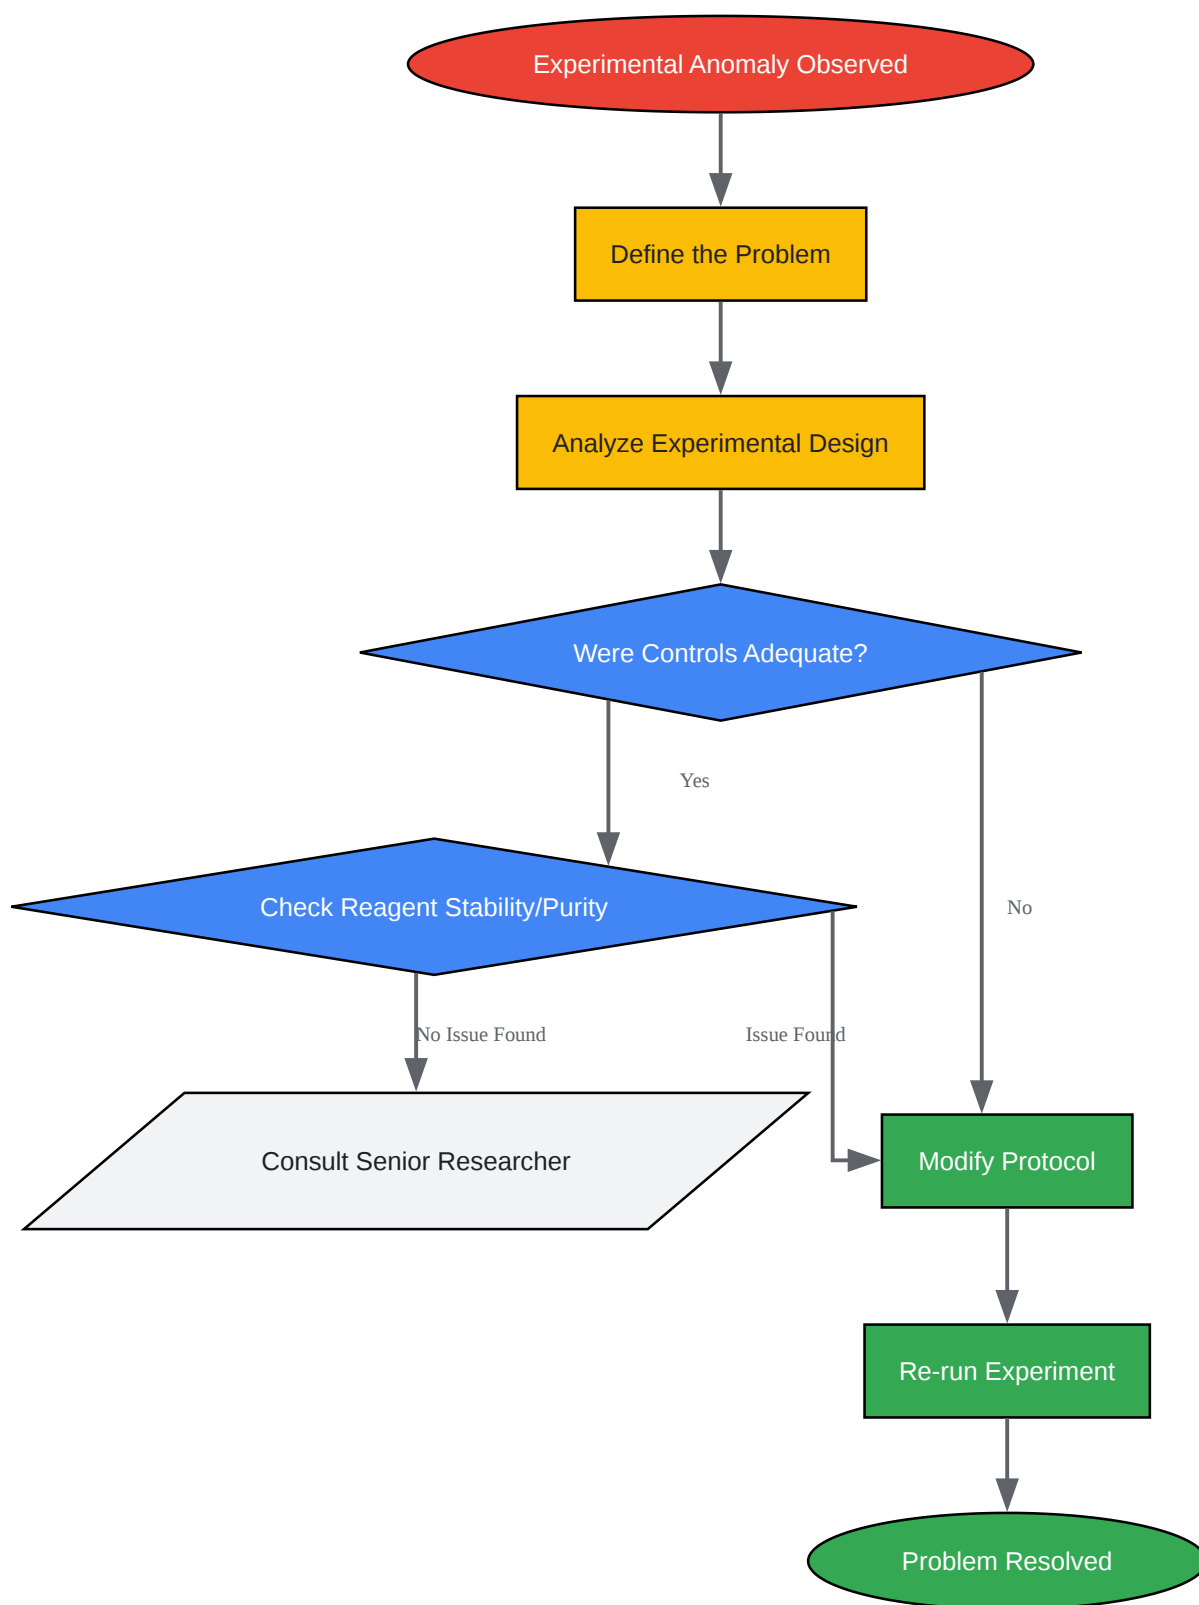 Experimental Anomaly Observed
Define the Problem
Analyze Experimental Design
Were Controls Adequate?
Yes
Check Reagent Stability/Purity
No
No Issue Found
Issue Found
Consult Senior Researcher
Modify Protocol
Re-run Experiment
Problem Resolved